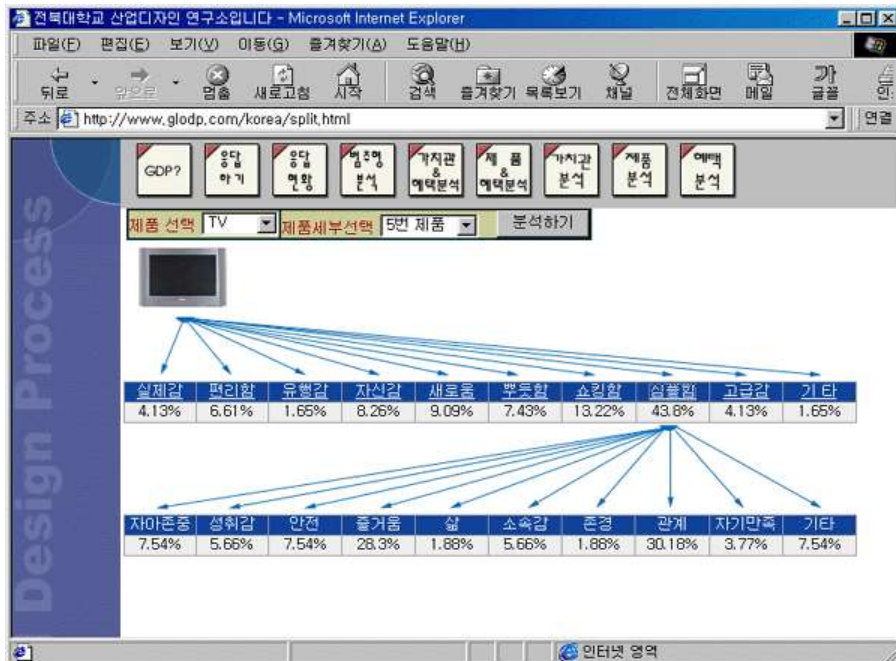 전북대학교 산업디자인 연구소입니다 - Microsoft Internet Explorer
파일(F) 편집(E) 보기(V) 이동(G) 즐겨찾기(A) 도움말(H)
뒤로 앞으로 멈춤 새로고침 시작 검색 즐겨찾기 목록보기 채널 전체화면 메일 글꼴 인
주소 http://www.glodp.com/korea/split.html 연결
GDP? 응답 하기 응답 현황 범주형 분석 가치관 & 혜택분석 제품 & 혜택분석 가치관 분석 제품 분석 혜택 분석
제품 선택 TV 제품세부선택 5번 제품 분석하기
실제감 편리함 유행감 자신감 새로움 뿌듯함 쇼킹함 심플함 고급감 기타
4.13% 6.61% 1.65% 8.26% 9.09% 7.43% 13.22% 43.8% 4.13% 1.65%
자아존중 성취감 안전 즐거움 삶 소속감 존경 관계 자기만족 기타
7.54% 5.66% 7.54% 28.3% 1.88% 5.66% 1.88% 30.18% 3.77% 7.54%
Design Process
인터넷 영역